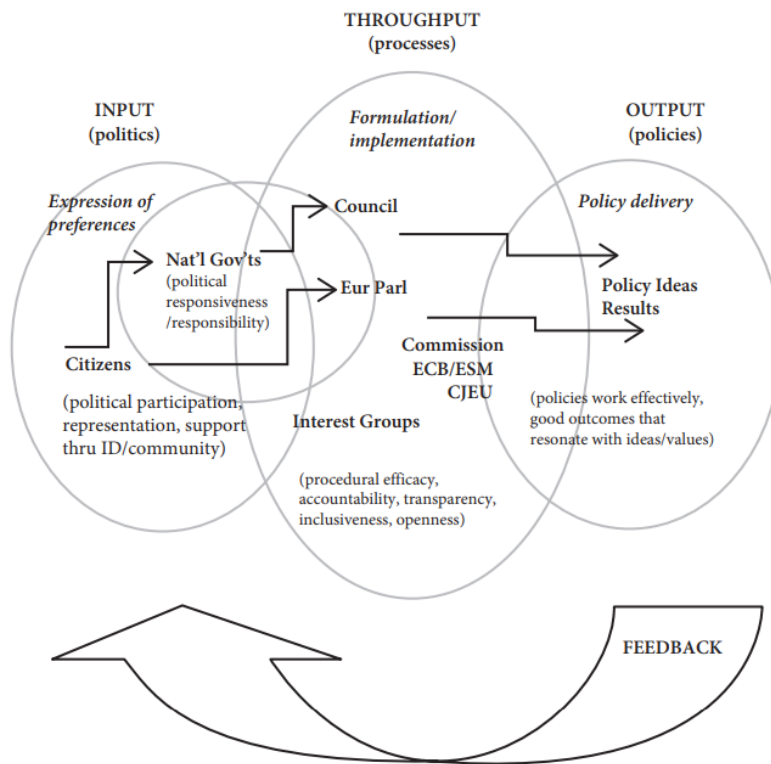 THROUGHPUT
(processes)
INPUT
(politics)
OUTPUT
(policies)
Formulation/
implementation
Expression of
preferences
Policy delivery
Council
Nat'l Gov'ts
(political
responsiveness
/responsibility)
Eur Parl
Policy Ideas
Results
Citizens
Commission
ECB/ESM
CJEU
(political participation,
representation, support
thru ID/community)
Interest Groups
(policies work effectively,
good outcomes that
resonate with ideas/values)
(procedural efficacy,
accountability, transparency,
inclusiveness, openness)
FEEDBACK